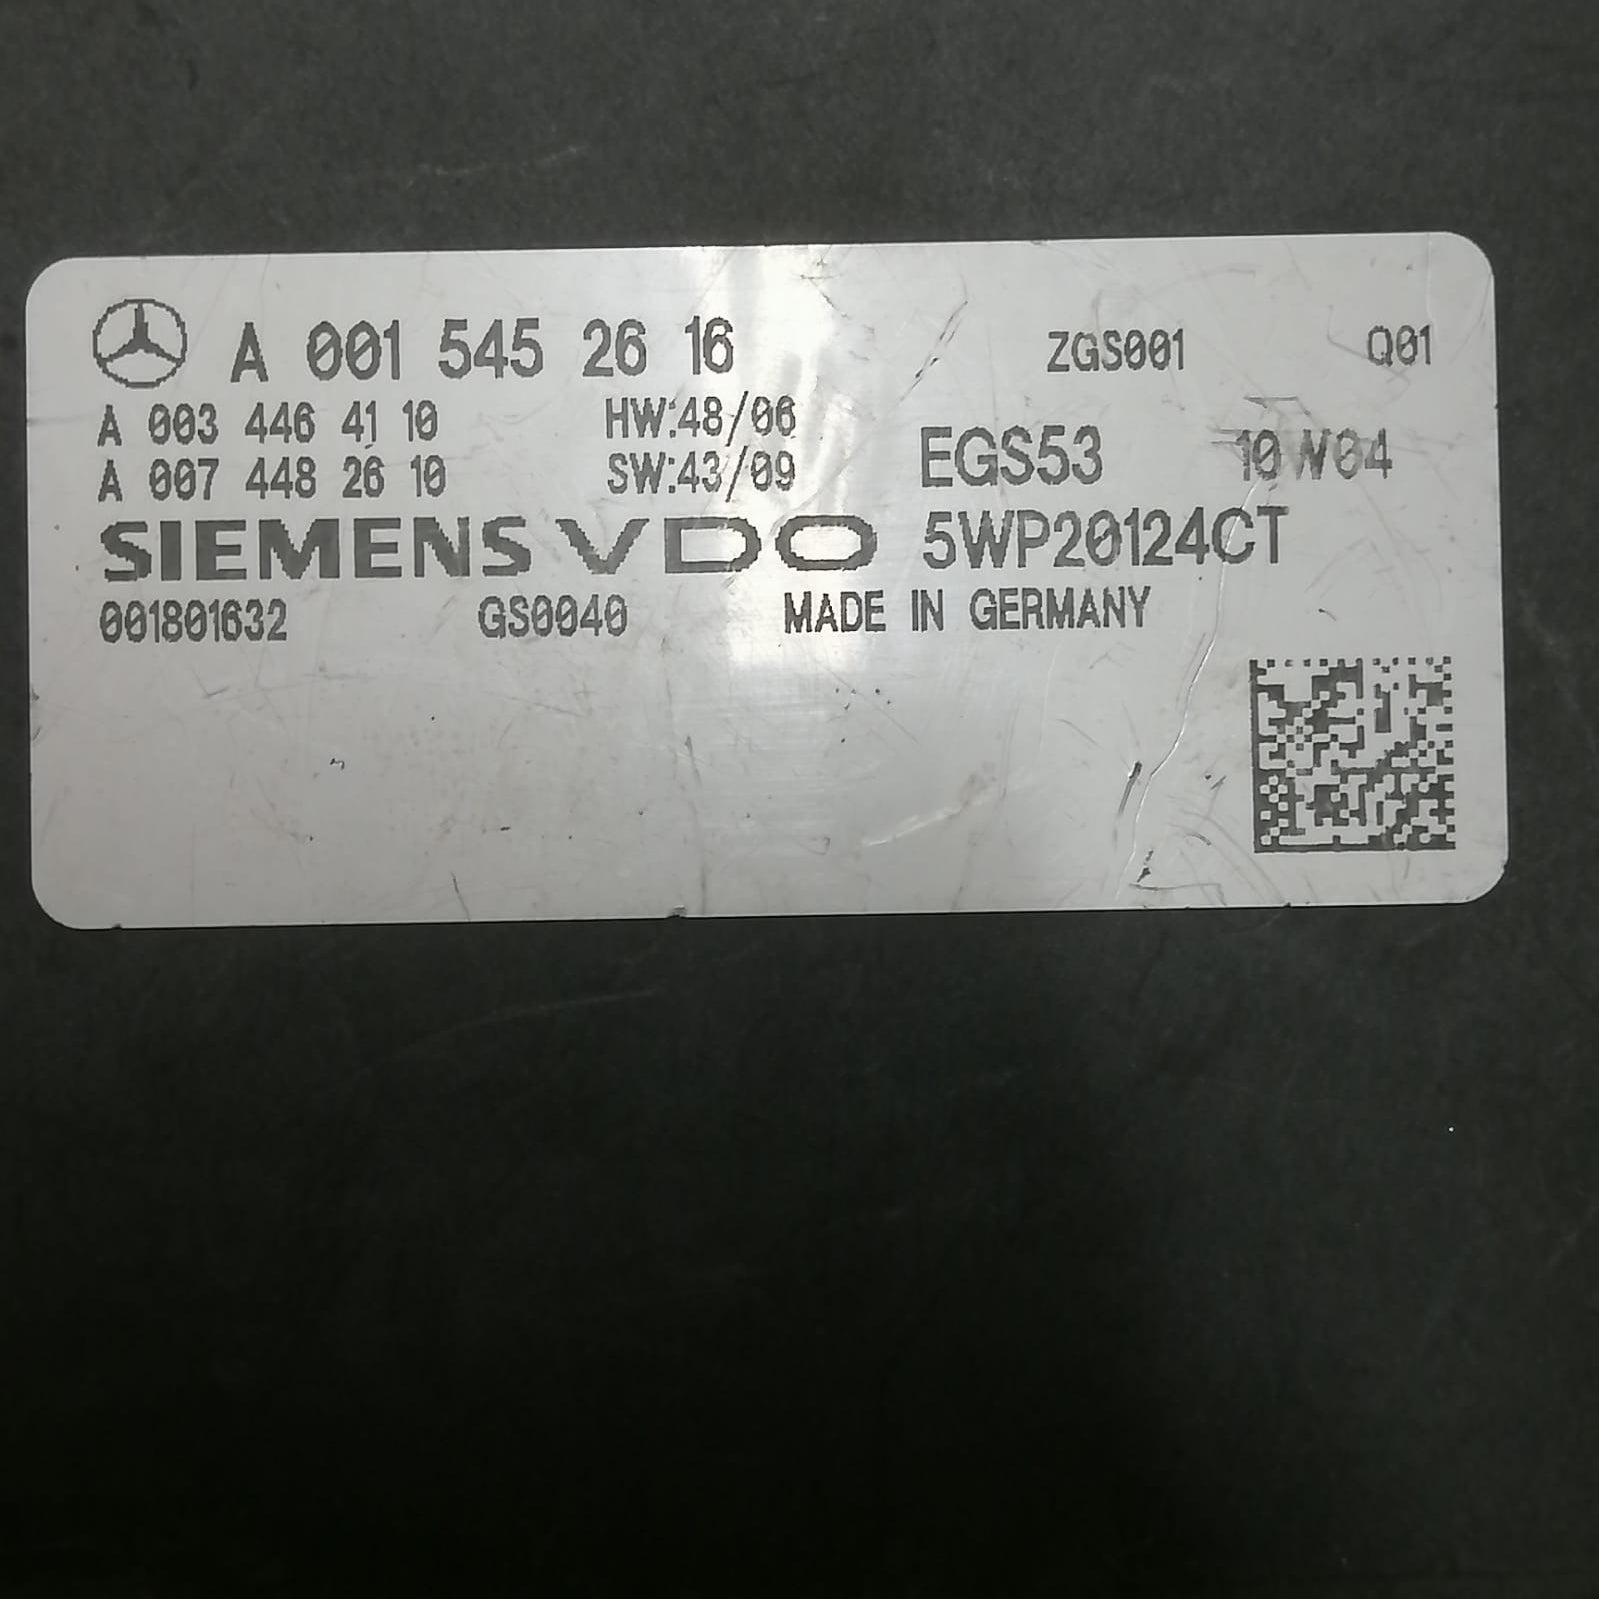 A 001 545 26 16 ZGS001 Q01
A 003 446 41 10 HW:48/06
A 007 448 26 10 SW:43/09 EGS53 10W04
SIEMENS VDO 5WP20124CT
001801632 GS0040 MADE IN GERMANY